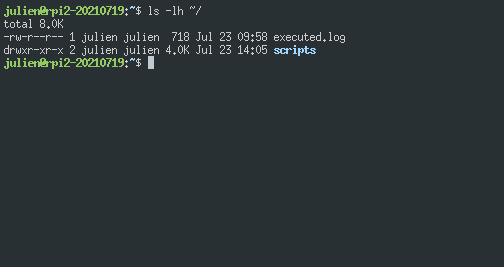 julien@rpi2-20210719:~$ ls -lh ~/
total 8.0K
-rw-r--r-- 1 julien julien  718 Jul 23 09:58 executed.log
drwxr-xr-x 2 julien julien 4.0K Jul 23 14:05 scripts
julien@rpi2-20210719:~$